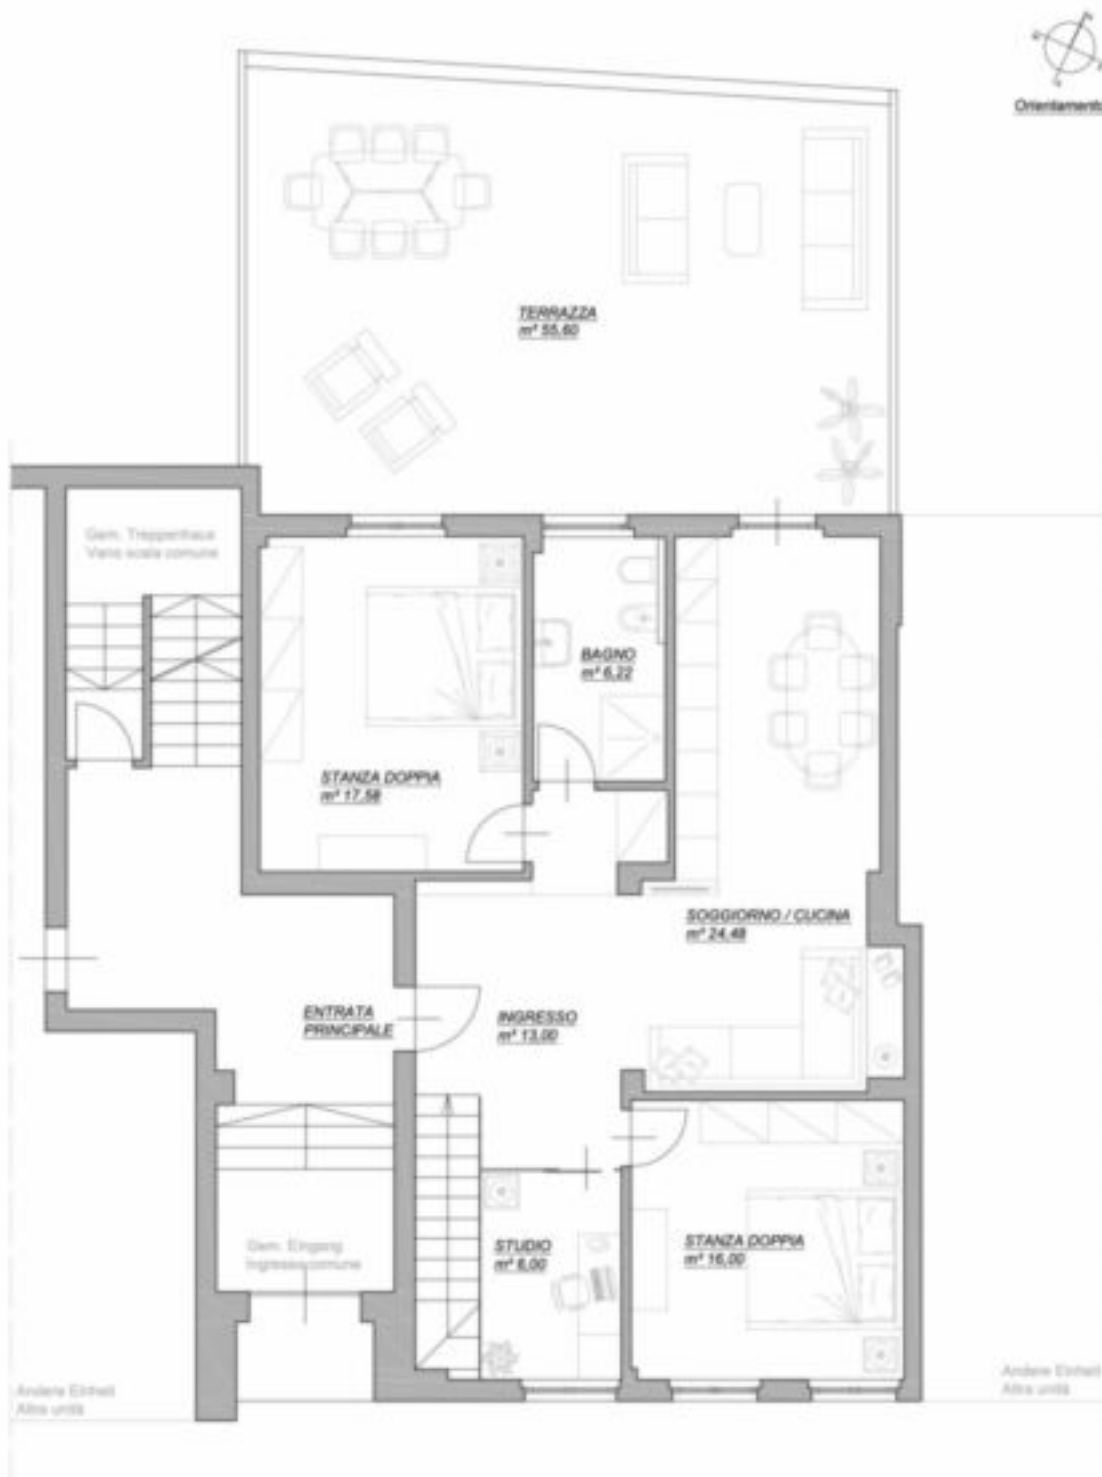 Orientamento
TERRAZZA
m² 55,60
Gem. Treppenhaus
Vano scala comune
BAGNO
m² 6,22
STANZA DOPPIA
m² 17,58
SOGGIORNO / CUCINA
m² 24,48
ENTRATA
PRINCIPALE
INGRESSO
m² 13,00
STUDIO
m² 6,00
STANZA DOPPIA
m² 16,00
Gem. Eingang
Ingresso comune
Andere Einheit
Altra unità
Andere Einheit
Altra unità